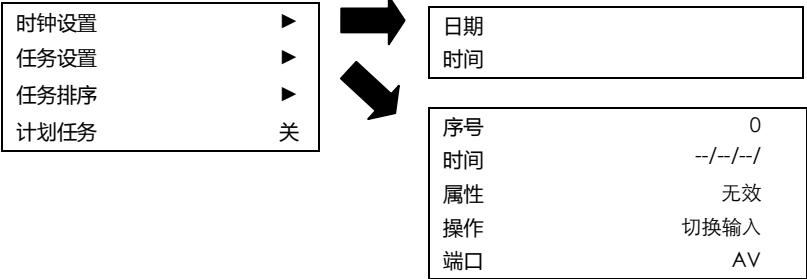 时钟设置 ►
任务设置 ►
任务排序 ►
计划任务 关
日期
时间
序号 0
时间 --/--/--/
属性 无效
操作 切换输入
端口 AV